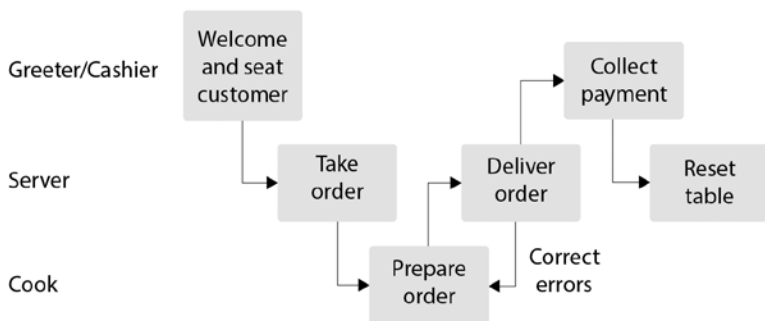 Greeter/Cashier
Welcome
and seat
customer
Collect
payment
Server
Take
order
Deliver
order
Reset
table
Cook
Prepare
order
Correct
errors